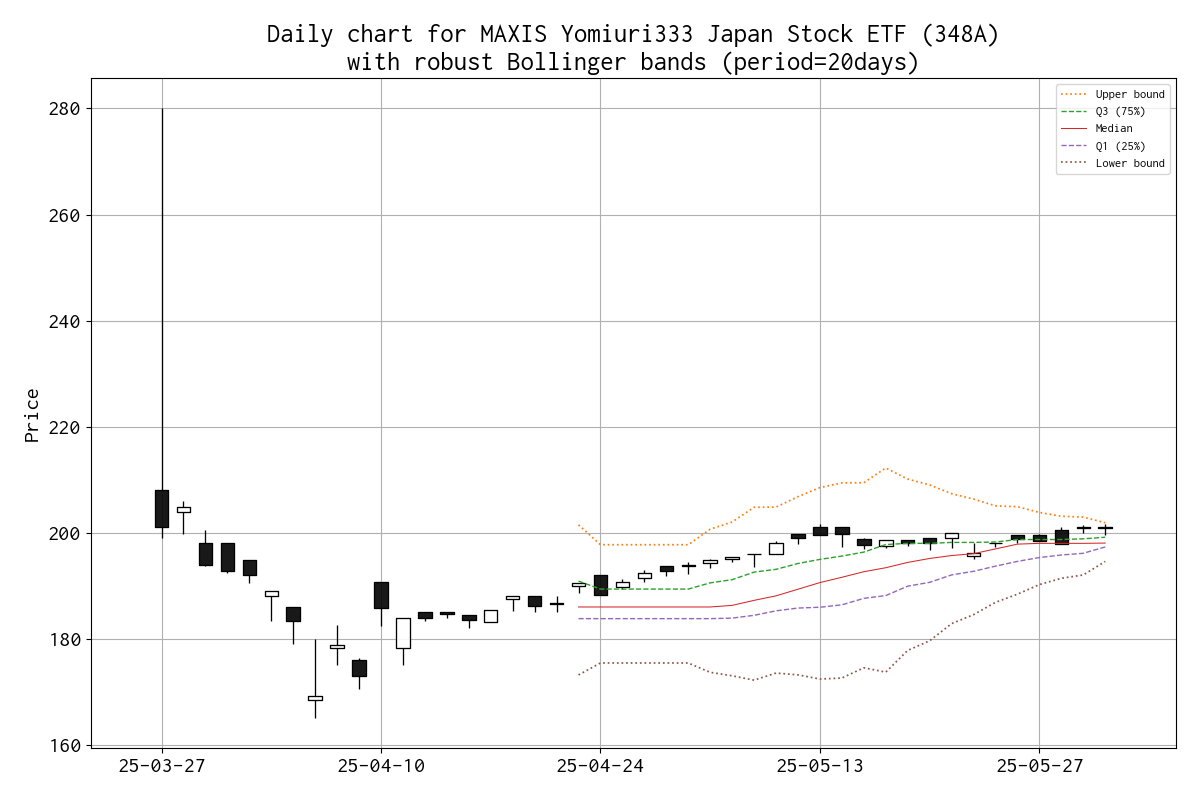 Daily chart for MAXIS Yomiuri333 Japan Stock ETF (348A)
with robust Bollinger bands (period=20days)
Upper bound
Q3 (75%)
Median
Q1 (25%)
Lower bound
Price
280
260
240
220
200
180
160
25-03-27
25-04-10
25-04-24
25-05-13
25-05-27